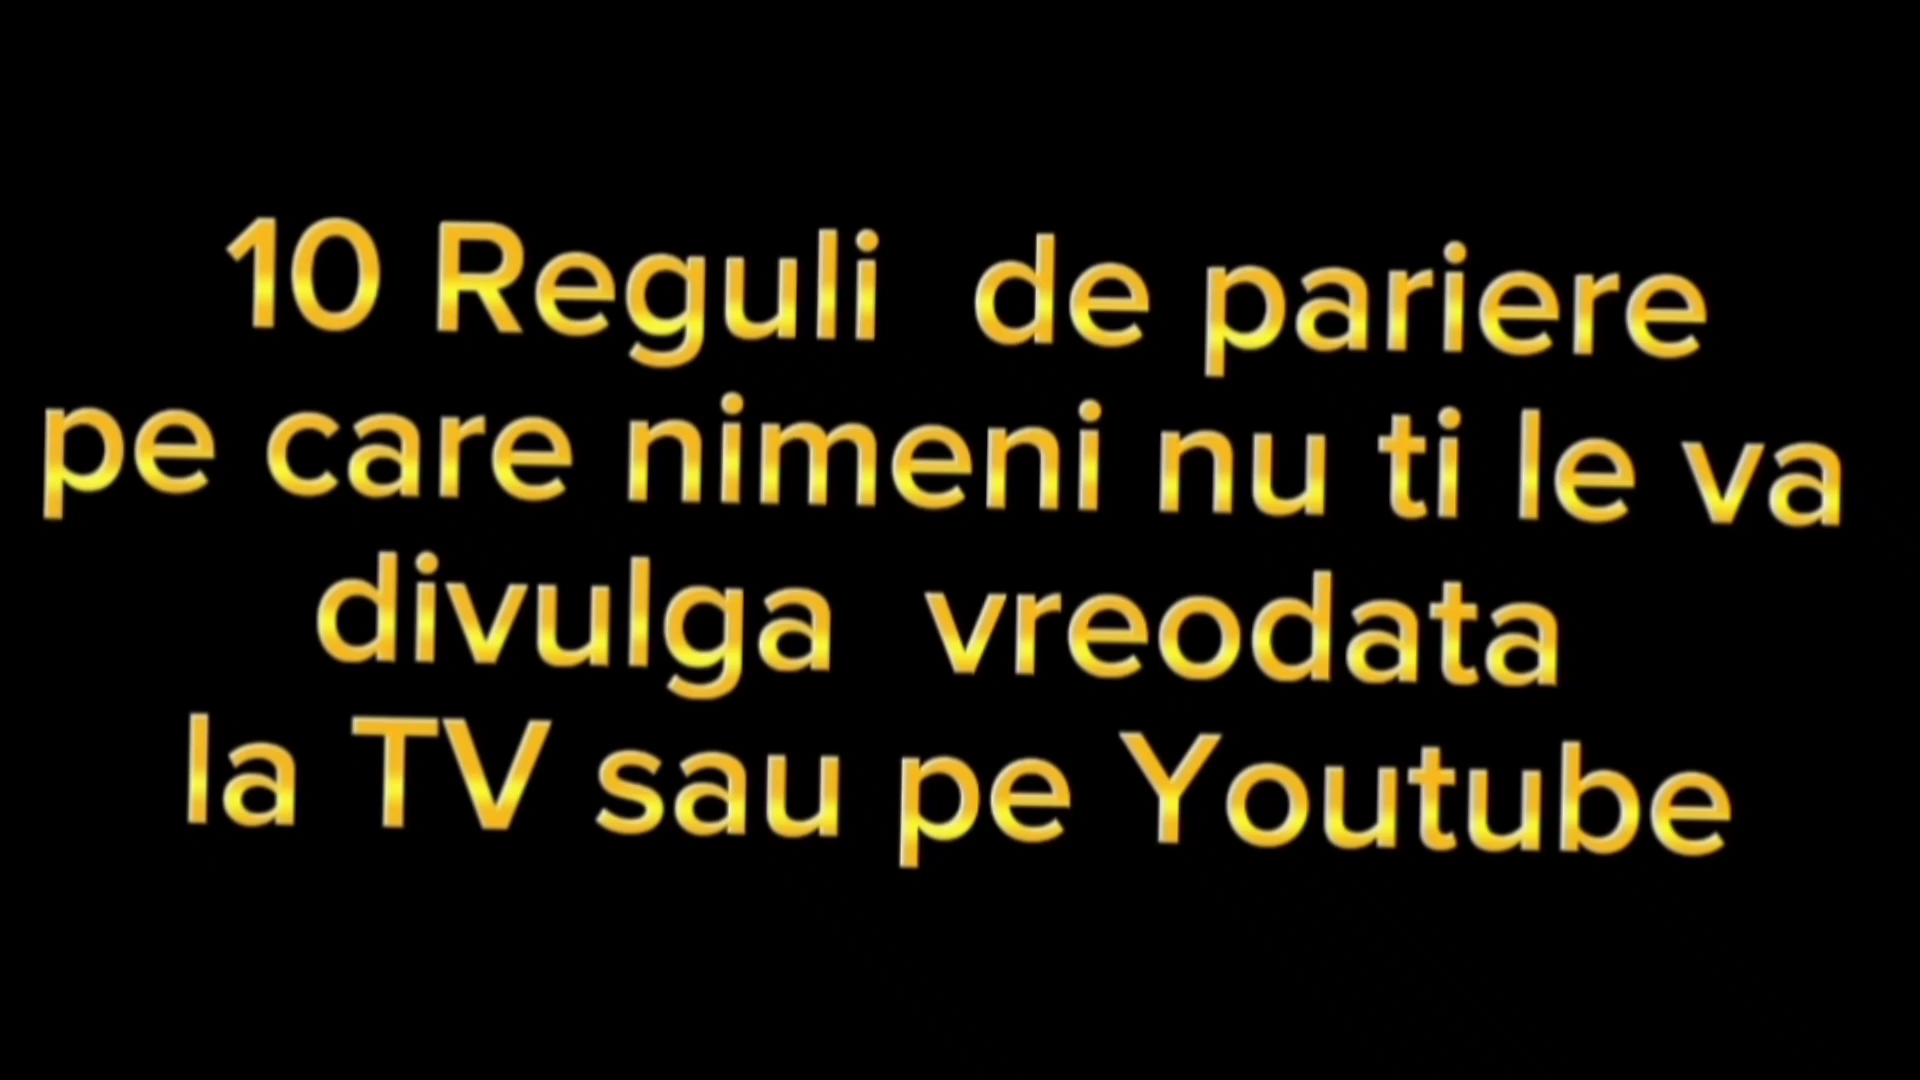 10 Reguli de pariere
pe care nimeni nu ti le va
divulga vreodata
la TV sau pe Youtube